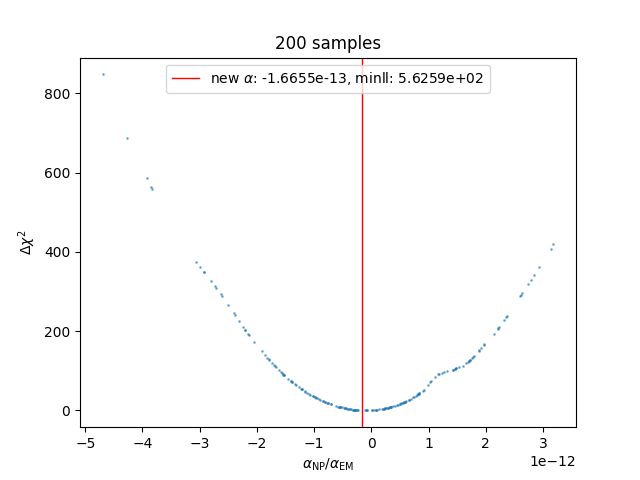 200 samples
new α: -1.6655e-13, minll: 5.6259e+02
Δχ²
800
600
400
200
0
−5 −4 −3 −2 −1 0 1 2 3
1e−12
α_NP/α_EM